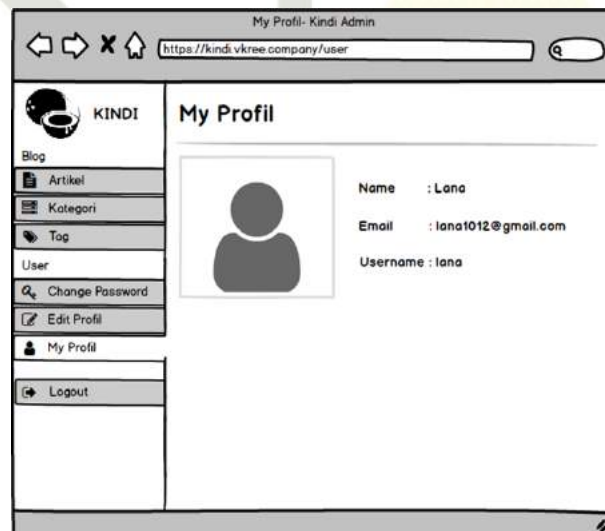 My Profil- Kindi Admin
https://kindi.vkree.company/user
KINDI
My Profil
Blog
Artikel
Kategori
Tag
User
Change Password
Edit Profil
My Profil
Logout
Name : Lana
Email : lana1012@gmail.com
Username : lana